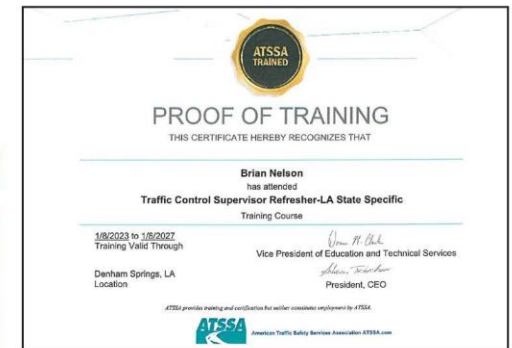 ATSSA
TRAINED
PROOF OF TRAINING
THIS CERTIFICATE HEREBY RECOGNIZES THAT
Brian Nelson
has attended
Traffic Control Supervisor Refresher-LA State Specific
Training Course
1/8/2023 to 1/8/2027
Training Valid Through
Vice President of Education and Technical Services
Denham Springs, LA
Location
President, CEO
ATSSA provides training and certification but neither constitutes employment by ATSSA.
ATSSA American Traffic Safety Services Association ATSSA.com